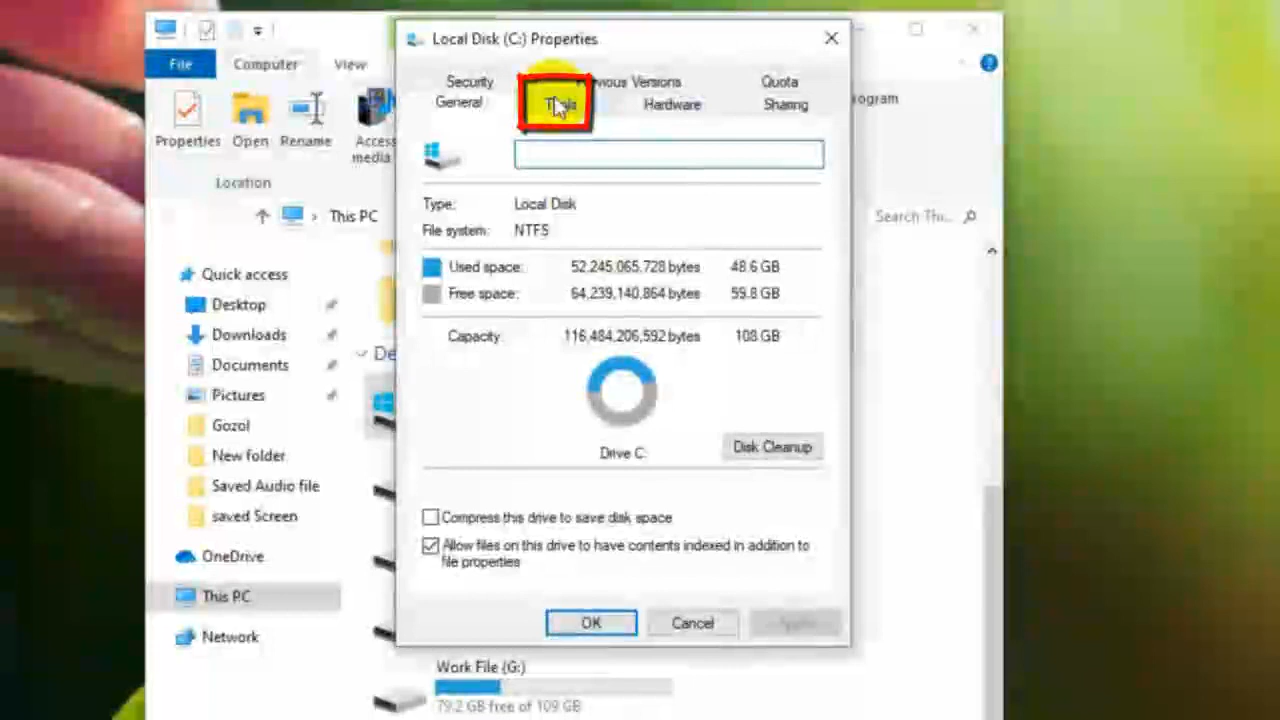 Local Disk (C:) Properties
File
Computer
View
Security
Versions
Quota
General
Hardware
Sharing
Properties
Open
Rename
Access
media
Location
This PC
Search Thi...
Type:
Local Disk
File system:
NTFS
Used space:
52,245,065,728 bytes
48.6 GB
Free space:
64,239,140,864 bytes
59.8 GB
Capacity:
116,484,206,592 bytes
108 GB
Drive C:
Disk Cleanup
Compress this drive to save disk space
Allow files on this drive to have contents indexed in addition to
file properties
OK
Cancel
Quick access
Desktop
Downloads
Documents
Pictures
Gozol
New folder
Saved Audio file
saved Screen
OneDrive
This PC
Network
Work File (G:)
79.2 GB free of 109 GB